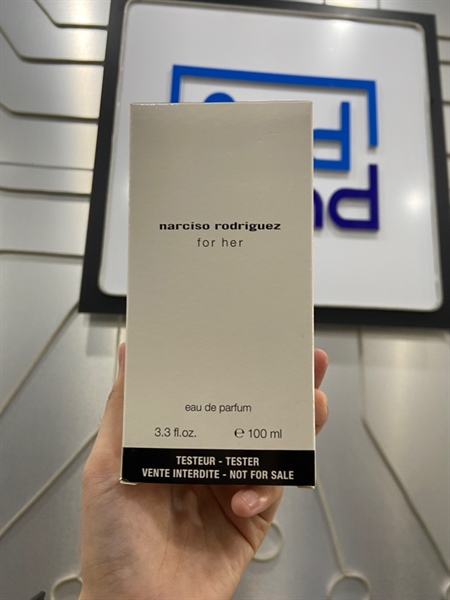 narciso rodriguez
for her
eau de parfum
3.3 fl.oz. ℮ 100 ml
TESTEUR - TESTER
VENTE INTERDITE - NOT FOR SALE